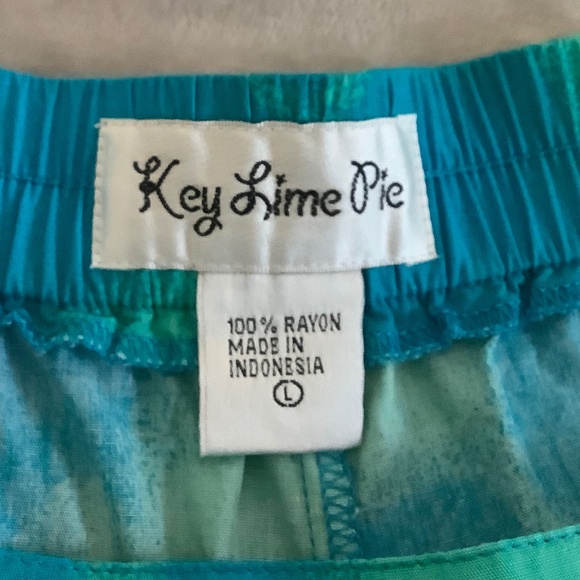 Key Lime Pie
100% RAYON
MADE IN
INDONESIA
L